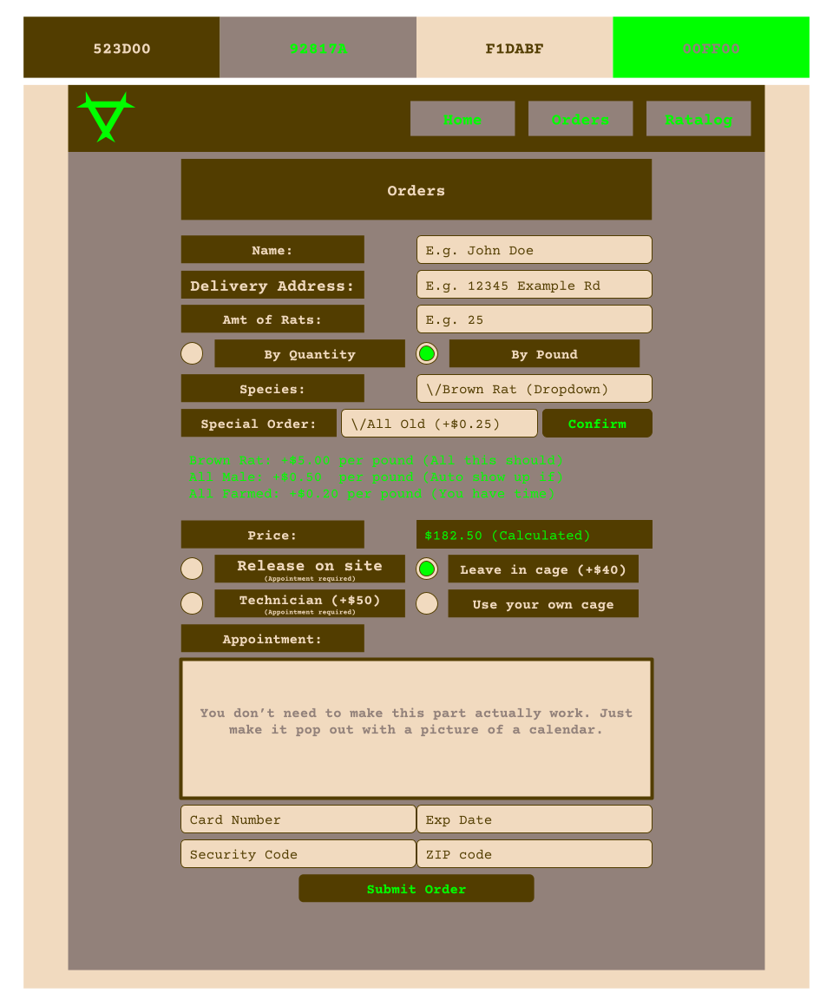 523D00 92817A F1DABF 00FF00
Home Orders Ratalog
Orders
Name: E.g. John Doe
Delivery Address: E.g. 12345 Example Rd
Amt of Rats: E.g. 25
By Quantity By Pound
Species: \/Brown Rat (Dropdown)
Special Order: \/All Old (+$0.25) Confirm
Brown Rat: +$5.00 per pound (All this should)
All Male: +$0.50  per pound (Auto show up if)
All Farmed: +$0.20 per pound (You have time)
Price: $182.50 (Calculated)
Release on site Leave in cage (+$40)
(Appointment required)
Technician (+$50) Use your own cage
(Appointment required)
Appointment:
You don’t need to make this part actually work. Just
make it pop out with a picture of a calendar.
Card Number Exp Date
Security Code ZIP code
Submit Order